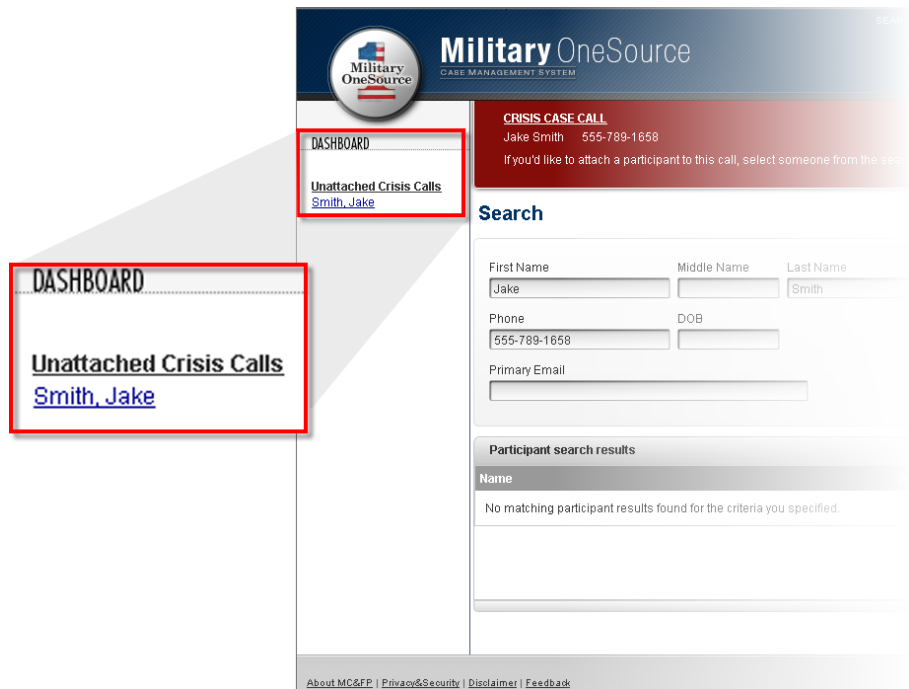 SEAR
Military OneSource
CASE MANAGEMENT SYSTEM
Military
OneSource
CRISIS CASE CALL
Jake Smith 555-789-1658
If you'd like to attach a participant to this call, select someone from the sea
DASHBOARD
Unattached Crisis Calls
Smith, Jake
Search
First Name Middle Name Last Name
Jake Smith
Phone DOB
555-789-1658
Primary Email
DASHBOARD
Unattached Crisis Calls
Smith, Jake
Participant search results
Name
No matching participant results found for the criteria you specified.
About MC&FP | Privacy&Security | Disclaimer | Feedback